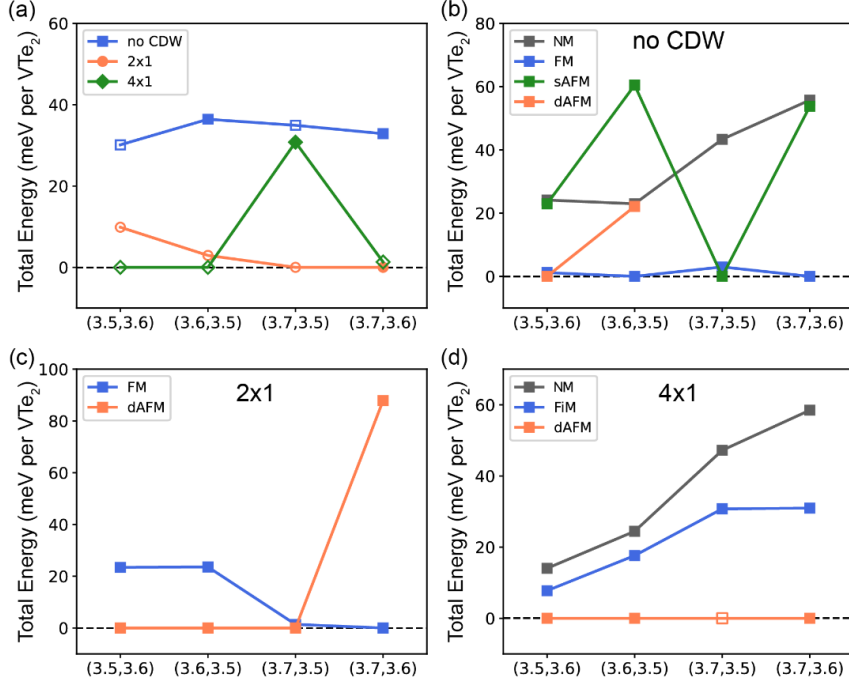 (a)
60
40
20
0
Total Energy (meV per VTe₂)
no CDW
2x1
4x1
(3.5,3.6) (3.6,3.5) (3.7,3.5) (3.7,3.6)
(b)
80
60
40
20
0
Total Energy (meV per VTe₂)
no CDW
NM
FM
sAFM
dAFM
(3.5,3.6) (3.6,3.5) (3.7,3.5) (3.7,3.6)
(c)
100
80
60
40
20
0
Total Energy (meV per VTe₂)
2x1
FM
dAFM
(3.5,3.6) (3.6,3.5) (3.7,3.5) (3.7,3.6)
(d)
60
40
20
0
Total Energy (meV per VTe₂)
4x1
NM
FiM
dAFM
(3.5,3.6) (3.6,3.5) (3.7,3.5) (3.7,3.6)